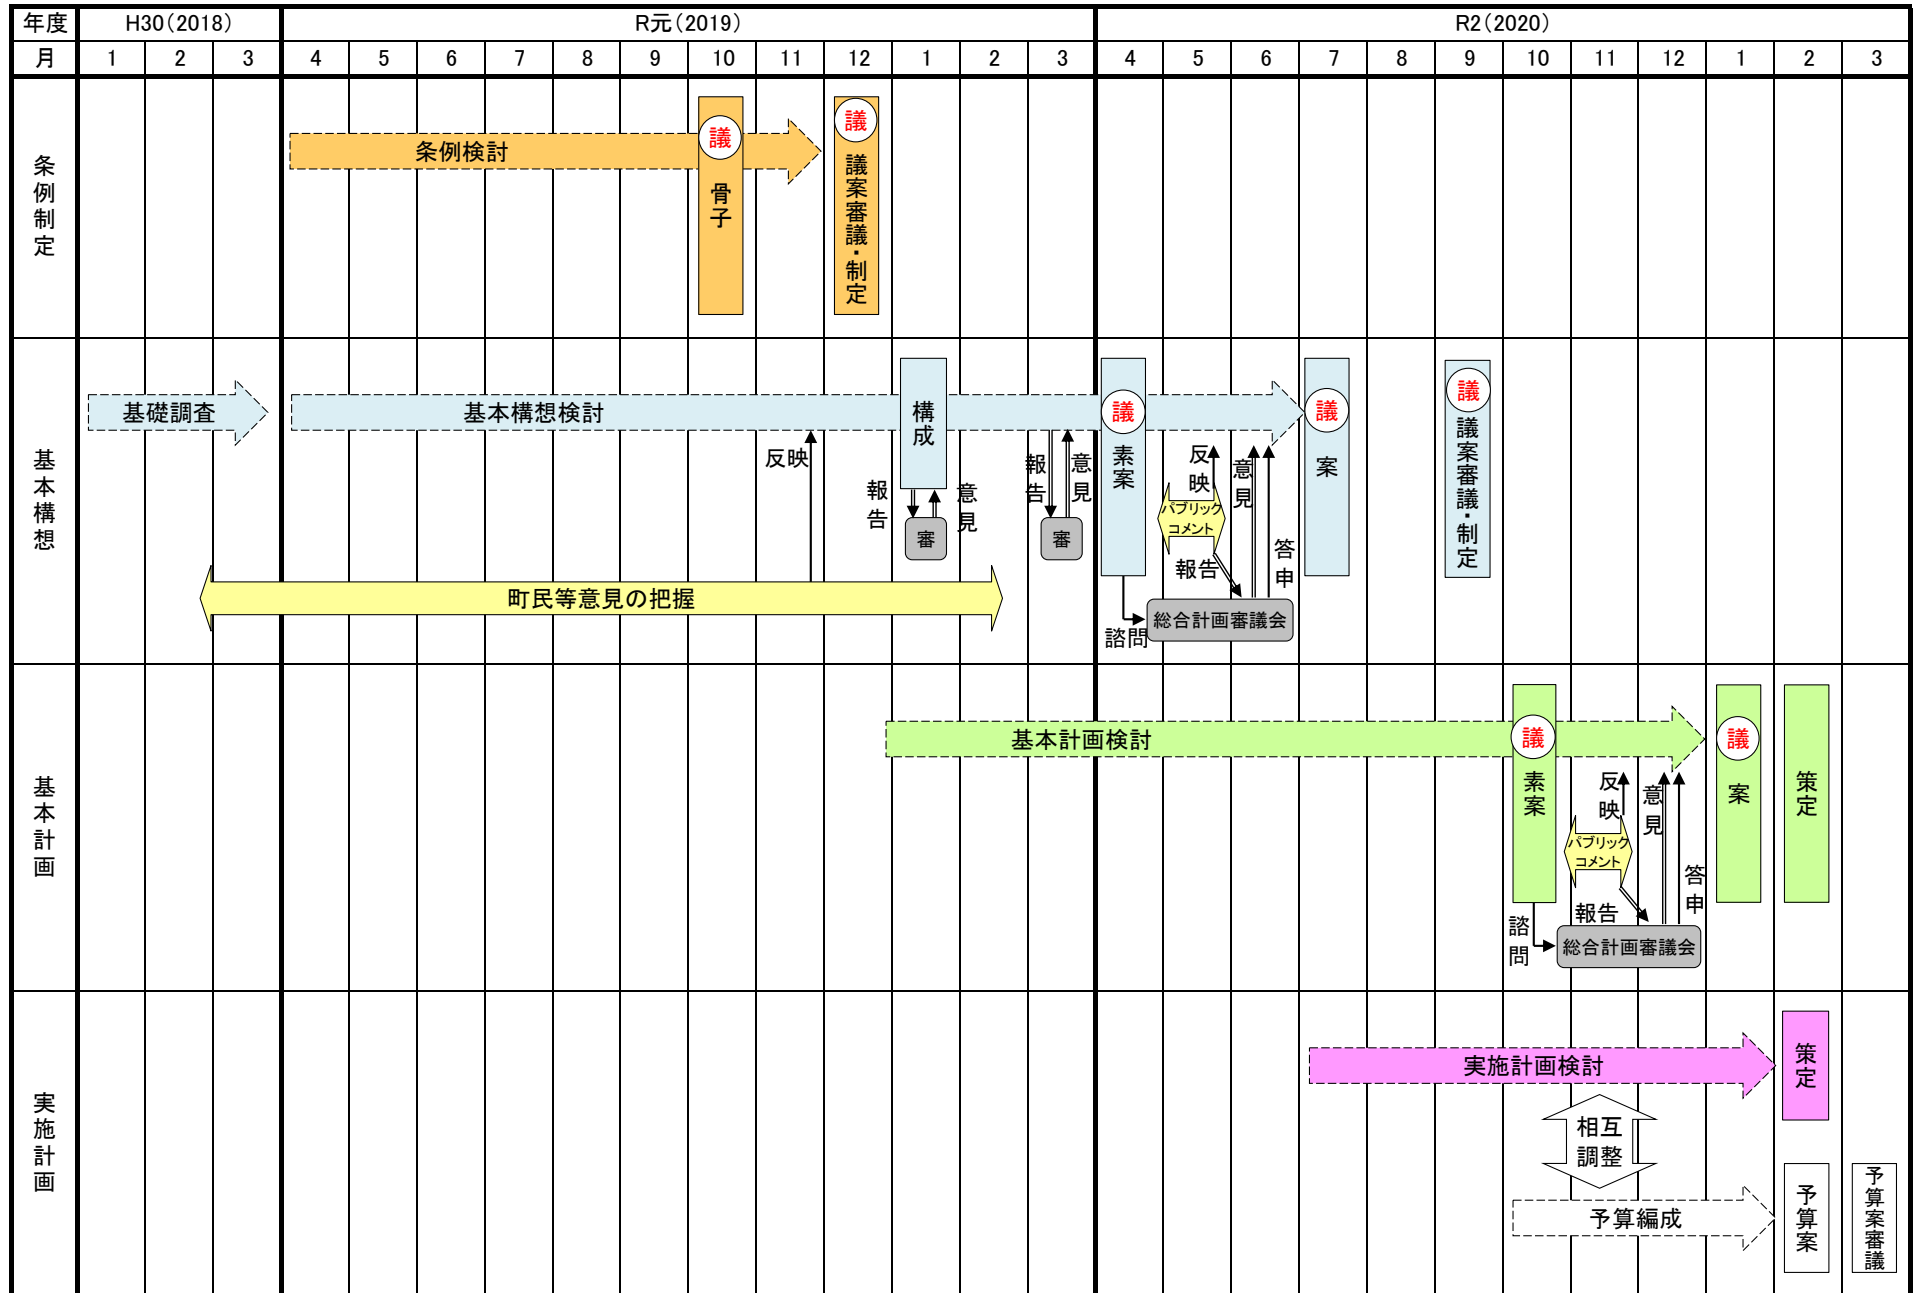 年度 H30(2018) R元(2019) R2(2020)
月 1 2 3 4 5 6 7 8 9 10 11 12 1 2 3 4 5 6 7 8 9 10 11 12 1 2 3
条例制定
条例検討
議
骨子
議
議案審議・制定
基本構想
基礎調査
基本構想検討
反映
構成
報告
意見
審
報告
意見
審
議
素案
反映
意見
パブリック
コメント
報告
答申
諮問
総合計画審議会
議
案
議
議案審議・制定
町民等意見の把握
基本計画
基本計画検討
議
素案
反映
意見
パブリック
コメント
報告
答申
諮問
総合計画審議会
議
案
策定
実施計画
実施計画検討
策定
相互
調整
予算編成
予算案
予算案審議